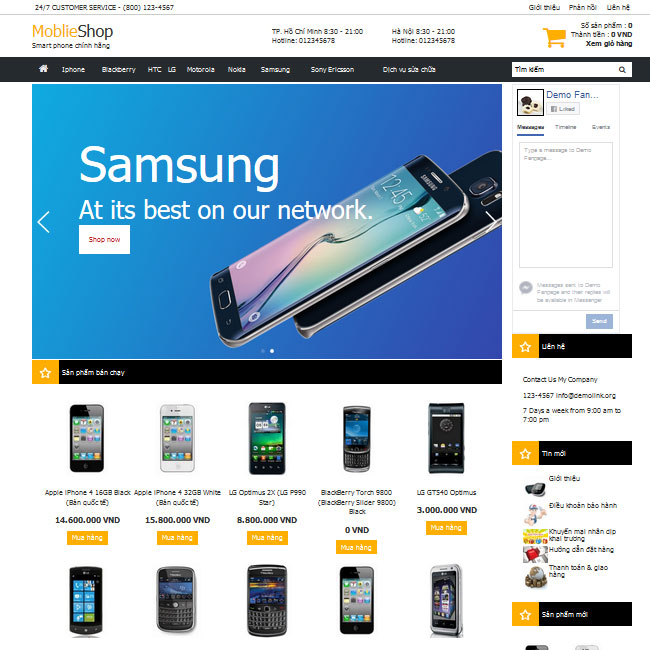 24/7 CUSTOMER SERVICE - (800) 123-4567
Giới thiệu Phản hồi Liên hệ
MoblieShop
Smart phone chính hãng
TP. Hồ Chí Minh 8:30 - 21:00
Hotline: 012345678
Hà Nội 8:30 - 21:00
Hotline: 012345678
Số sản phẩm : 0
Thành tiền : 0 VND
Xem giỏ hàng
Iphone Blackberry HTC LG Motorola Nokia Samsung Sony Ericsson Dịch vụ sửa chữa
Tìm kiếm
Samsung
At its best on our network.
Shop now
SAMSUNG
12:45
Demo Fan...
Liked
Messages Timeline Events
Type a message to Demo
Fanpage...
Messages sent to Demo
Fanpage and their replies will
be available in Messenger
Send
Liên hệ
Contact Us My Company
123-4567 info@demolink.org
7 Days a week from 9:00 am to
7:00 pm
Tin mới
Giới thiệu
Điều khoản bảo hành
Khuyến mại nhân dịp
khai trương
Hướng dẫn đặt hàng
Thanh toán & giao
hàng
Sản phẩm mới
Sản phẩm bán chạy
Apple iPhone 4 16GB Black
(Bản quốc tế)
14.600.000 VND
Mua hàng
Apple iPhone 4 32GB White
(Bản quốc tế)
15.800.000 VND
Mua hàng
LG Optimus 2X (LG P990
Star)
8.800.000 VND
Mua hàng
BlackBerry Torch 9800
(BlackBerry Slider 9800)
Black
0 VND
Mua hàng
LG GT540 Optimus
3.000.000 VND
Mua hàng